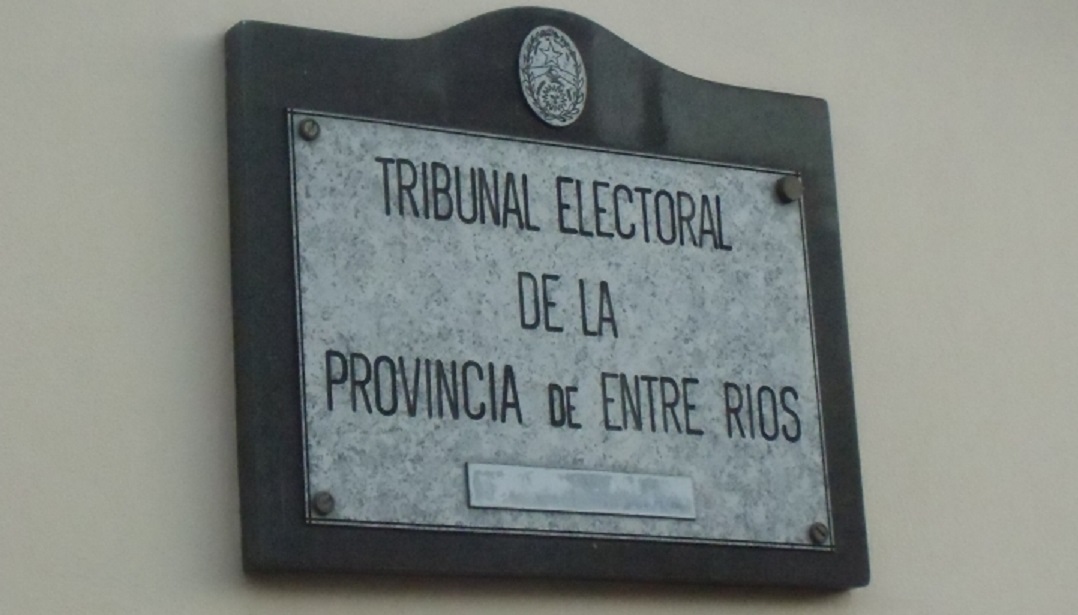 TRIBUNAL ELECTORAL
DE LA
PROVINCIA DE ENTRE RIOS